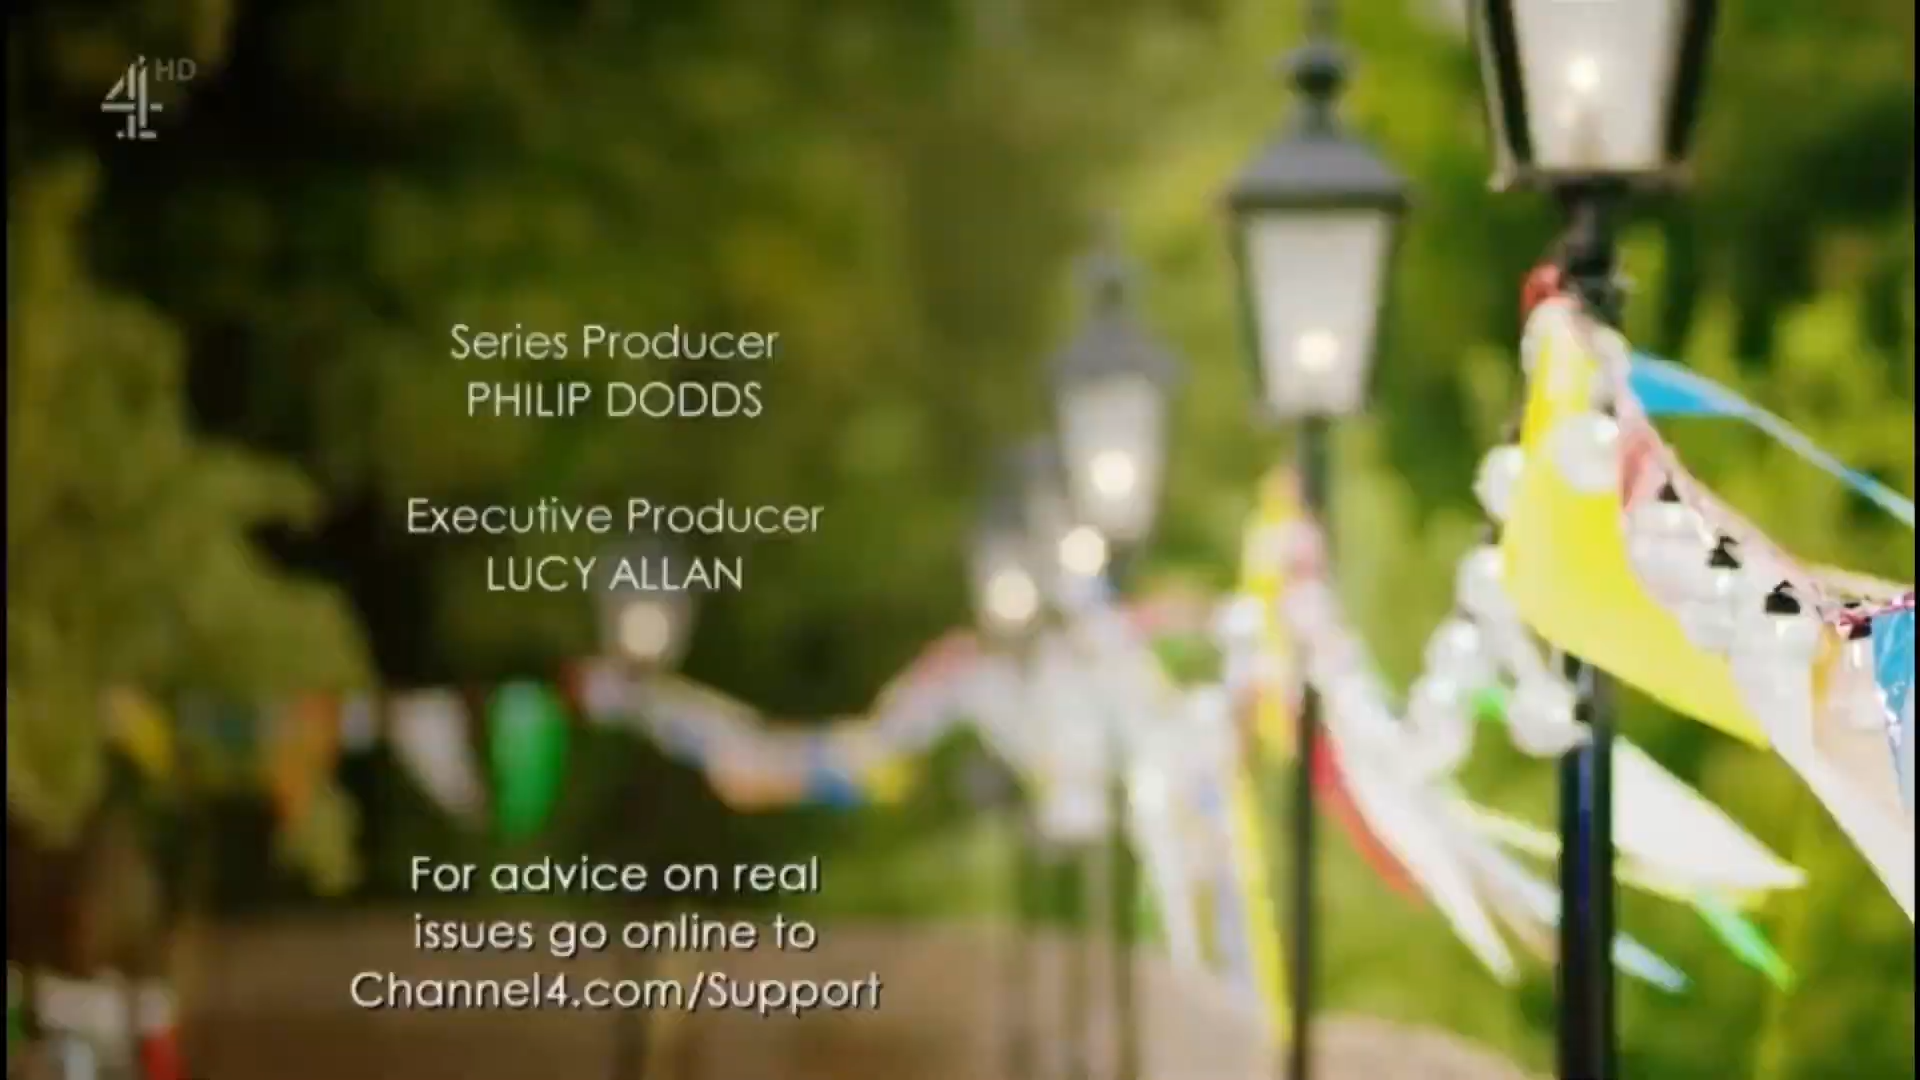 4 HD
Series Producer
PHILIP DODDS
Executive Producer
LUCY ALLAN
For advice on real
issues go online to
Channel4.com/Support